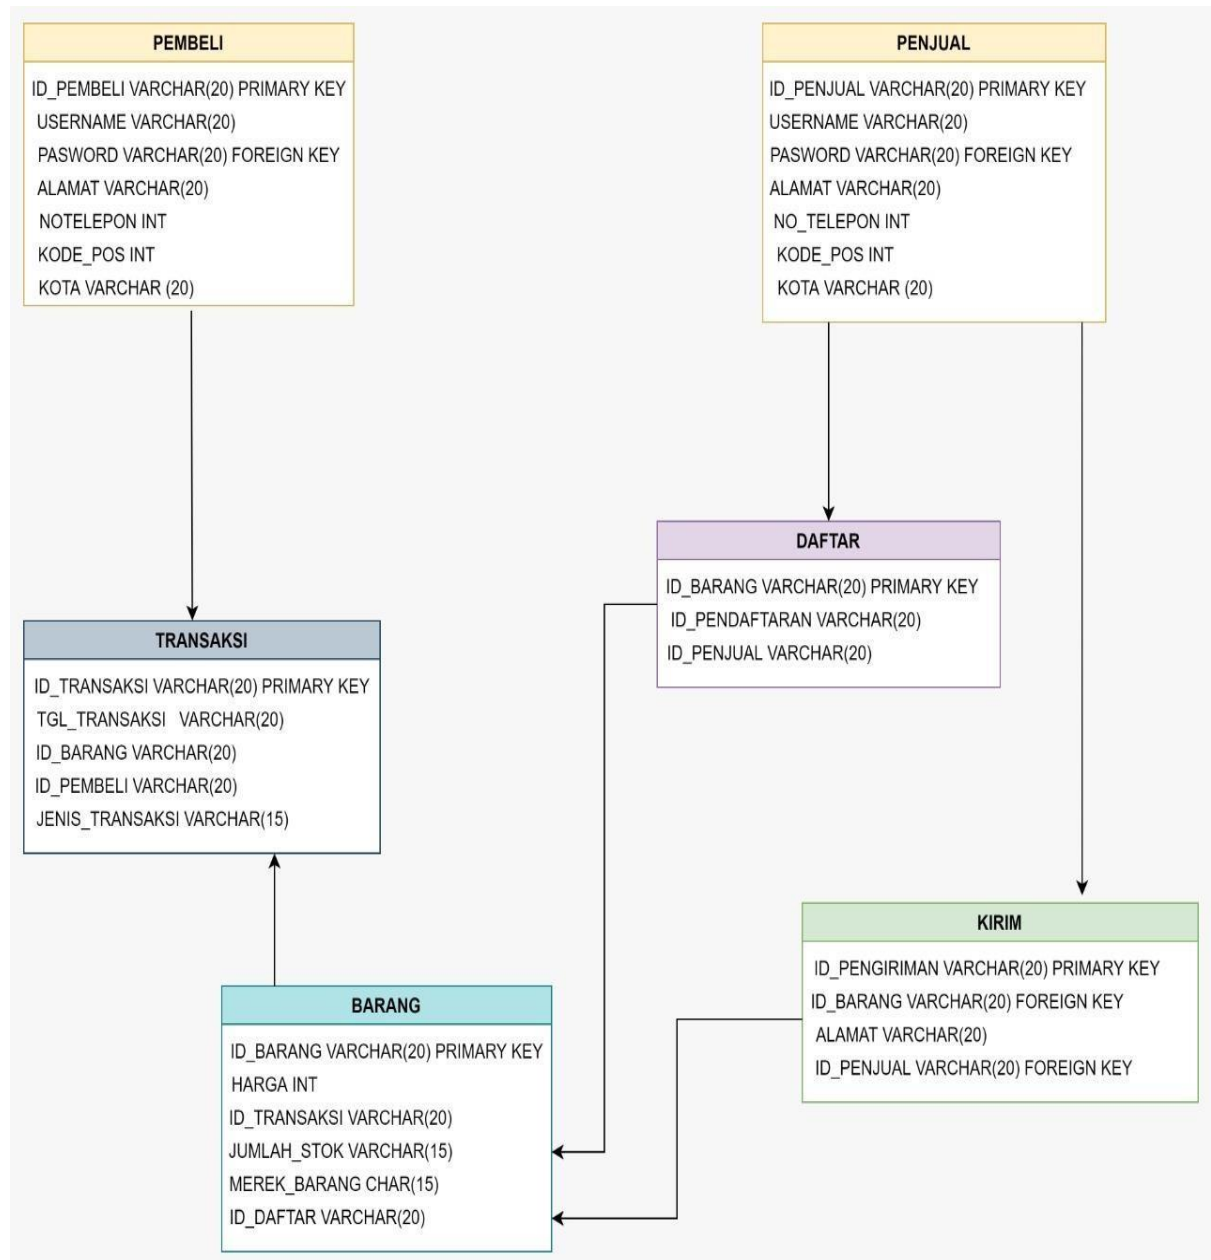 PEMBELI
ID_PEMBELI VARCHAR(20) PRIMARY KEY
USERNAME VARCHAR(20)
PASWORD VARCHAR(20) FOREIGN KEY
ALAMAT VARCHAR(20)
NOTELEPON INT
KODE_POS INT
KOTA VARCHAR (20)
PENJUAL
ID_PENJUAL VARCHAR(20) PRIMARY KEY
USERNAME VARCHAR(20)
PASWORD VARCHAR(20) FOREIGN KEY
ALAMAT VARCHAR(20)
NO_TELEPON INT
KODE_POS INT
KOTA VARCHAR (20)
DAFTAR
ID_BARANG VARCHAR(20) PRIMARY KEY
ID_PENDAFTARAN VARCHAR(20)
ID_PENJUAL VARCHAR(20)
TRANSAKSI
ID_TRANSAKSI VARCHAR(20) PRIMARY KEY
TGL_TRANSAKSI VARCHAR(20)
ID_BARANG VARCHAR(20)
ID_PEMBELI VARCHAR(20)
JENIS_TRANSAKSI VARCHAR(15)
KIRIM
ID_PENGIRIMAN VARCHAR(20) PRIMARY KEY
ID_BARANG VARCHAR(20) FOREIGN KEY
ALAMAT VARCHAR(20)
ID_PENJUAL VARCHAR(20) FOREIGN KEY
BARANG
ID_BARANG VARCHAR(20) PRIMARY KEY
HARGA INT
ID_TRANSAKSI VARCHAR(20)
JUMLAH_STOK VARCHAR(15)
MEREK_BARANG CHAR(15)
ID_DAFTAR VARCHAR(20)